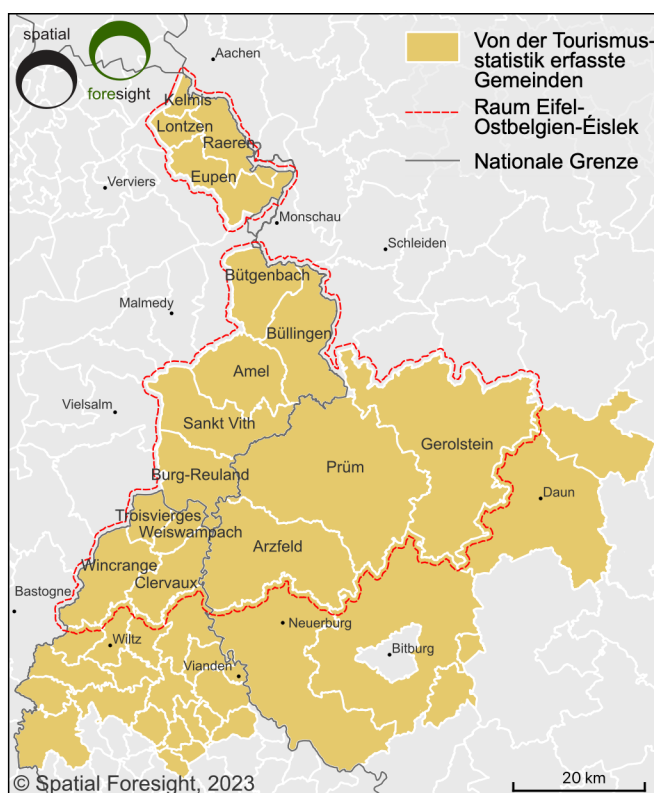 spatial
foresight
Von der Tourismus-
statistik erfasste
Gemeinden
Raum Eifel-
Ostbelgien-Éislek
Nationale Grenze
Aachen
Kelmis
Lontzen
Raeren
Eupen
Verviers
Monschau
Schleiden
Bütgenbach
Malmedy
Büllingen
Amel
Vielsalm
Sankt Vith
Gerolstein
Prüm
Burg-Reuland
Daun
Troisvierges
Weiswampach
Arzfeld
Wincrange
Clervaux
Bastogne
Neuerburg
Wiltz
Bitburg
Vianden
© Spatial Foresight, 2023
20 km